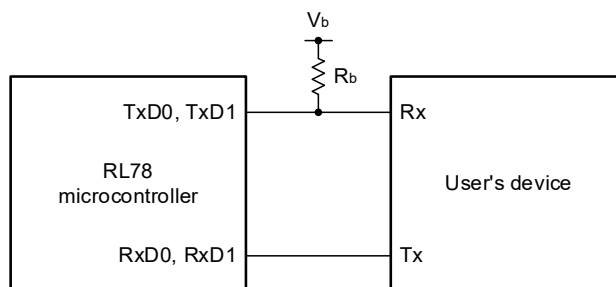 Vb
Rb
TxD0, TxD1
Rx
RL78
microcontroller
User's device
RxD0, RxD1
Tx